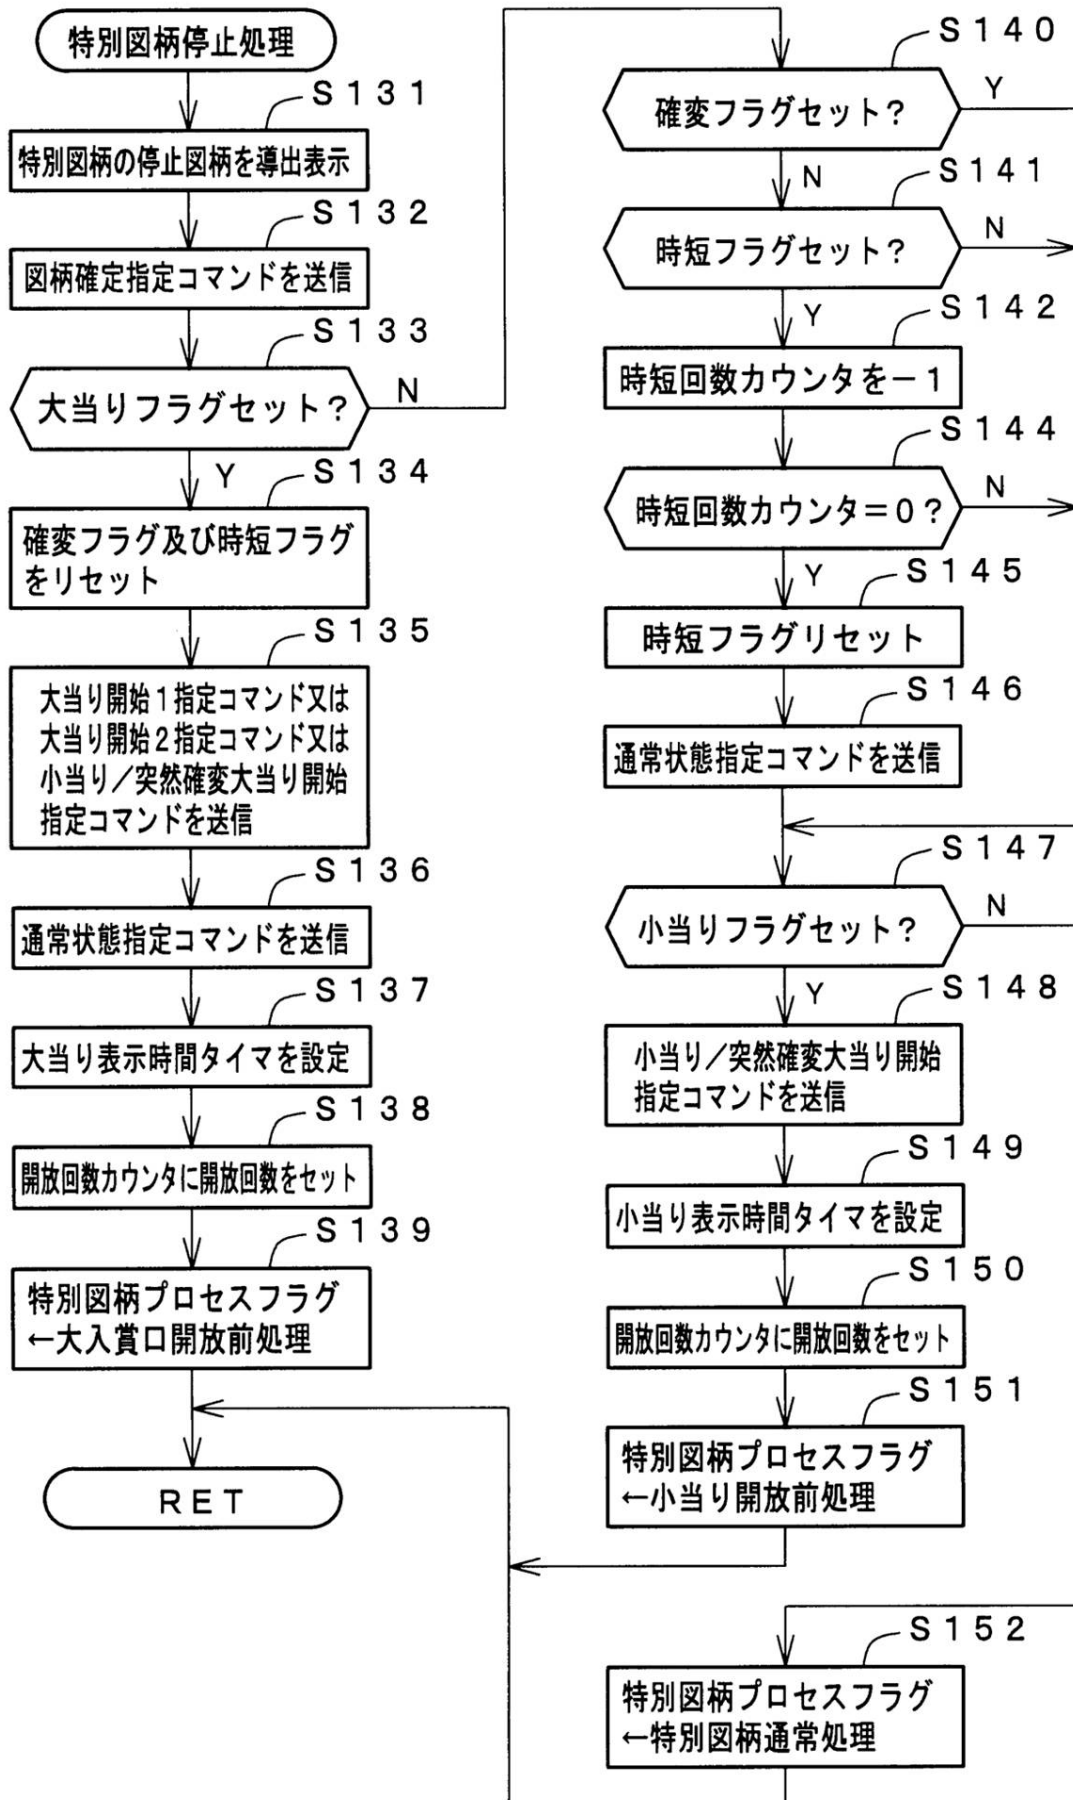 特別図柄停止処理
S131
特別図柄の停止図柄を導出表示
S132
図柄確定指定コマンドを送信
S133
大当りフラグセット?
N
Y
S134
確変フラグ及び時短フラグ
をリセット
S135
大当り開始1指定コマンド又は
大当り開始2指定コマンド又は
小当り/突然確変大当り開始
指定コマンドを送信
S136
通常状態指定コマンドを送信
S137
大当り表示時間タイマを設定
S138
開放回数カウンタに開放回数をセット
S139
特別図柄プロセスフラグ
←大入賞口開放前処理
RET
S140
確変フラグセット?
Y
N
S141
時短フラグセット?
N
Y
S142
時短回数カウンタを-1
S144
時短回数カウンタ=0?
N
Y
S145
時短フラグリセット
S146
通常状態指定コマンドを送信
S147
小当りフラグセット?
N
Y
S148
小当り/突然確変大当り開始
指定コマンドを送信
S149
小当り表示時間タイマを設定
S150
開放回数カウンタに開放回数をセット
S151
特別図柄プロセスフラグ
←小当り開放前処理
S152
特別図柄プロセスフラグ
←特別図柄通常処理